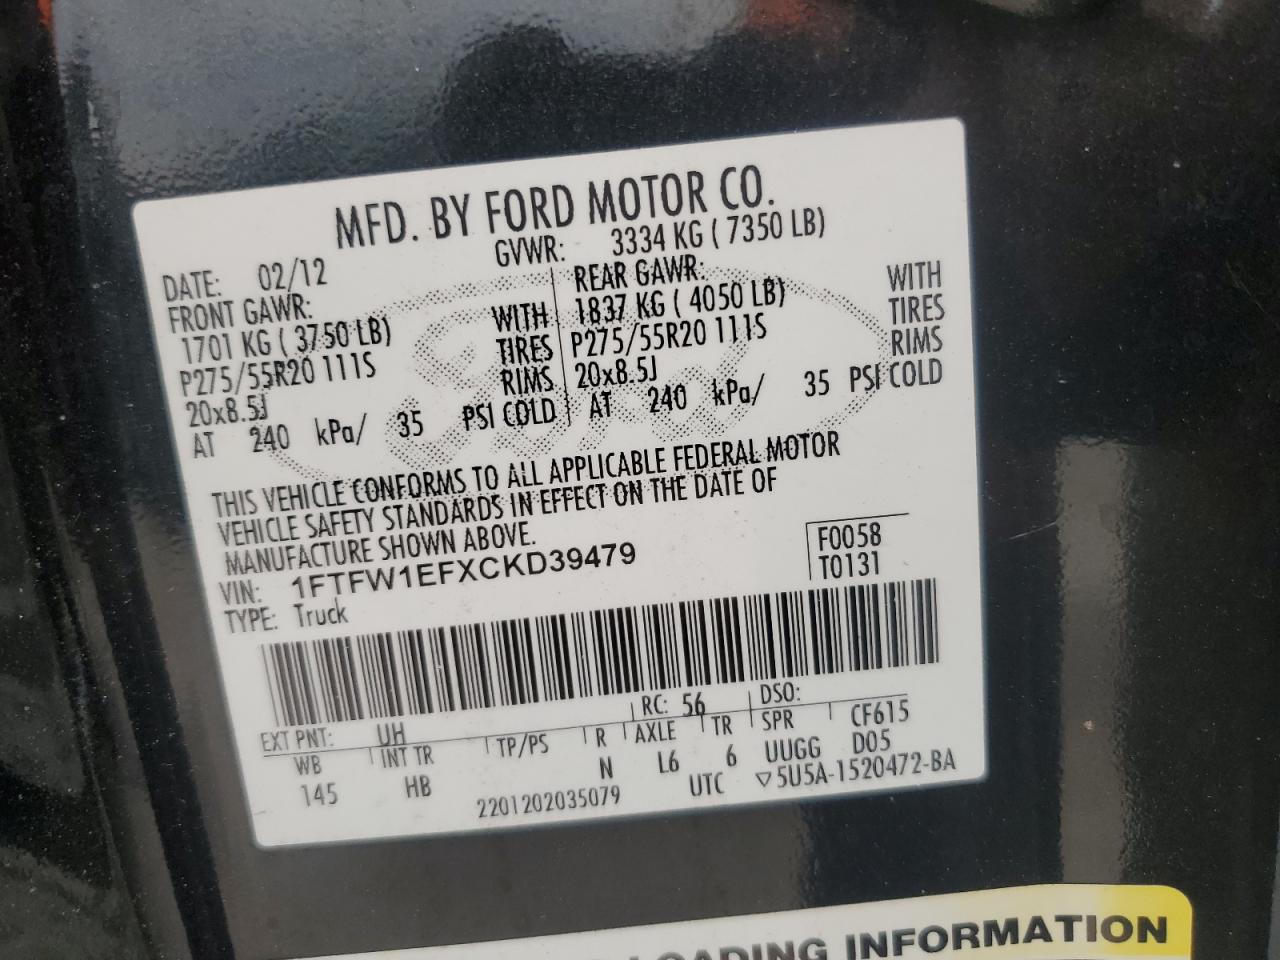 MFD. BY FORD MOTOR CO.
DATE: 02/12 GVWR: 3334 KG ( 7350 LB)
FRONT GAWR: REAR GAWR: WITH
1701 KG ( 3750 LB) WITH 1837 KG ( 4050 LB) TIRES
P275/55R20 111S TIRES P275/55R20 111S RIMS
20x8.5J RIMS 20x8.5J
AT 240 kPa/ 35 PSI COLD AT 240 kPa/ 35 PSI COLD
THIS VEHICLE CONFORMS TO ALL APPLICABLE FEDERAL MOTOR
VEHICLE SAFETY STANDARDS IN EFFECT ON THE DATE OF
MANUFACTURE SHOWN ABOVE.
VIN: 1FTFW1EFXCKD39479 F0058
TYPE: Truck T0131
EXT PNT: UH RC: 56 DSO:
WB INT TR TP/PS R AXLE TR SPR CF615
145 HB N L6 6 UUGG D05
2201202035079 UTC ▽5U5A-1520472-BA
LOADING INFORMATION